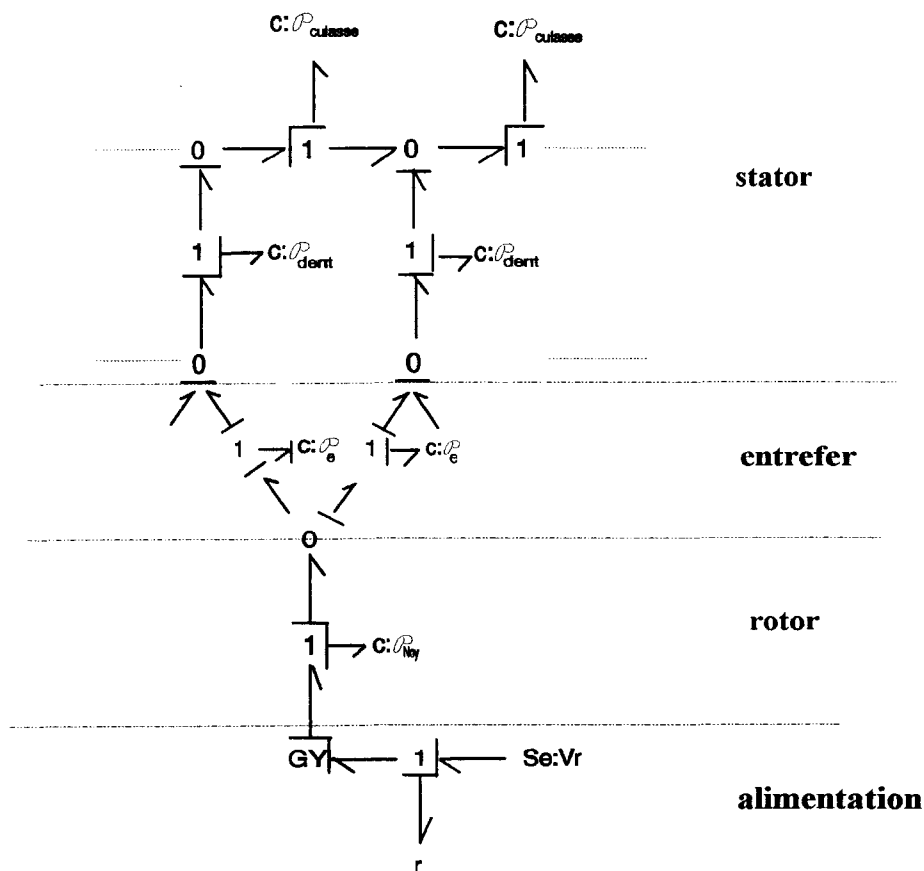 C:𝒫culasse C:𝒫culasse
0 1 0 1
stator
1 C:𝒫dent 1 C:𝒫dent
0 0
1 C:𝒫e 1 C:𝒫e
entrefer
0
rotor
1 C:𝒫Noy
GY 1 Se:Vr
alimentation
r